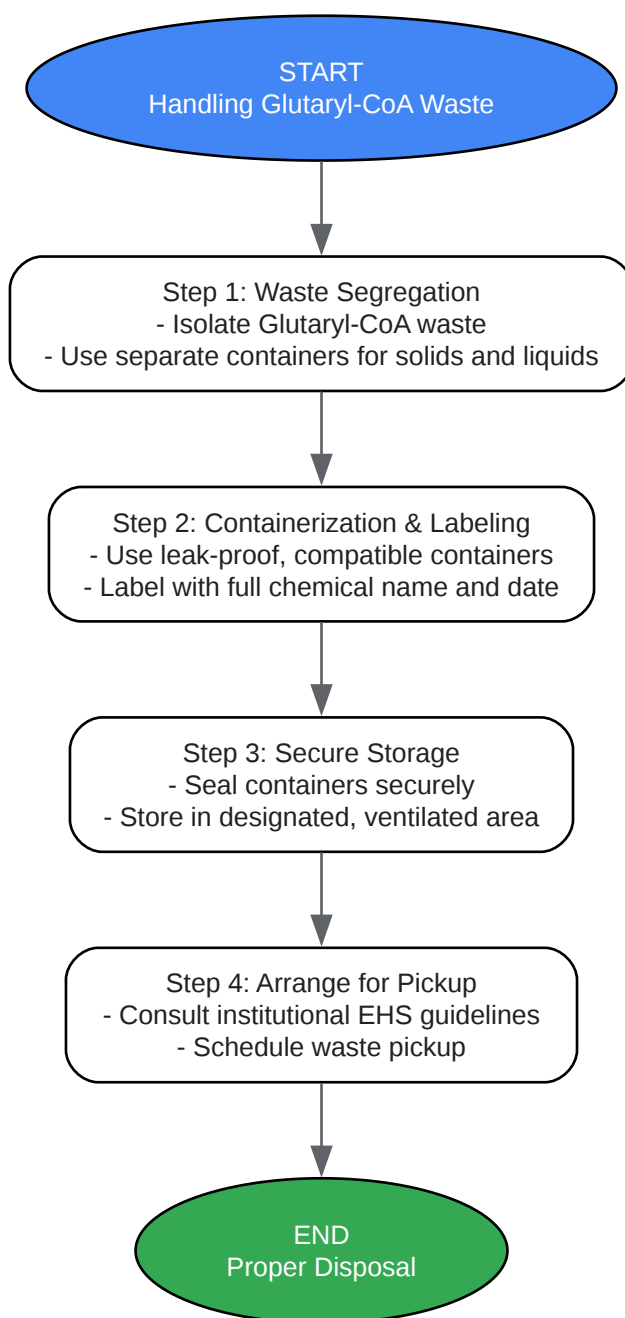 START
Handling Glutaryl-CoA Waste
Step 1: Waste Segregation
- Isolate Glutaryl-CoA waste
- Use separate containers for solids and liquids
Step 2: Containerization & Labeling
- Use leak-proof, compatible containers
- Label with full chemical name and date
Step 3: Secure Storage
- Seal containers securely
- Store in designated, ventilated area
Step 4: Arrange for Pickup
- Consult institutional EHS guidelines
- Schedule waste pickup
END
Proper Disposal